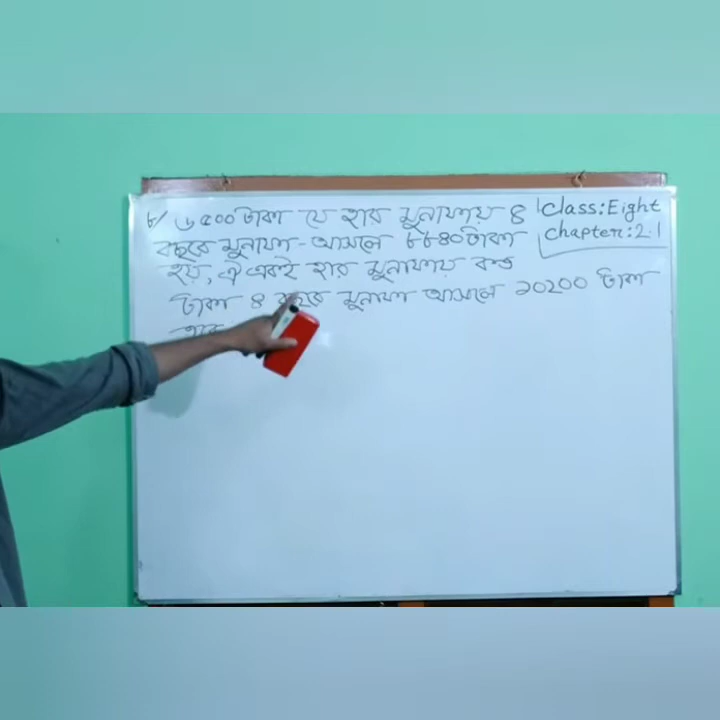 ৮/ ৬৫০০ টাকা যে হার মুনাফায় ৪
বছরে মুনাফা-আসলে ৮৮৪০ টাকা
হয়, ঐ একই হার মুনাফায় কত
টাকা ৪ বছরে মুনাফা আসলে ১০২০০ টাকা
class: Eight
chapter: 2.1